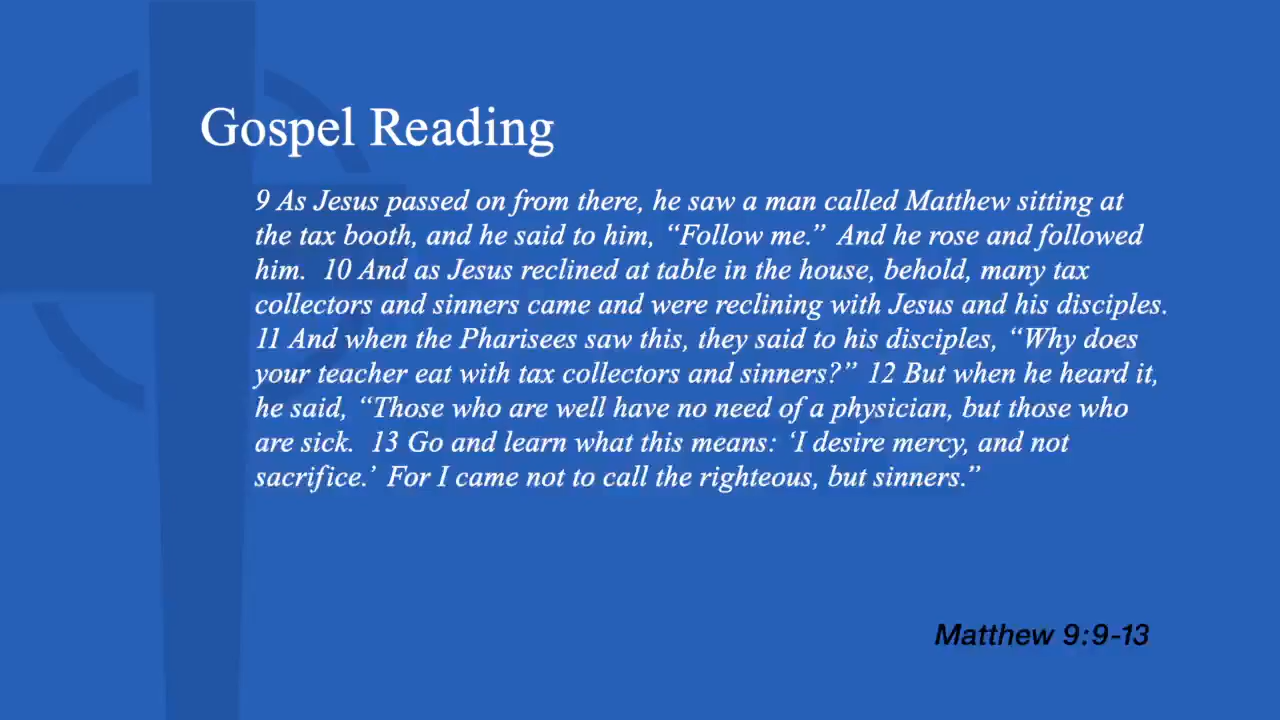 Gospel Reading
9 As Jesus passed on from there, he saw a man called Matthew sitting at
the tax booth, and he said to him, “Follow me.”  And he rose and followed
him.  10 And as Jesus reclined at table in the house, behold, many tax
collectors and sinners came and were reclining with Jesus and his disciples.
11 And when the Pharisees saw this, they said to his disciples, “Why does
your teacher eat with tax collectors and sinners?”  12 But when he heard it,
he said, “Those who are well have no need of a physician, but those who
are sick.  13 Go and learn what this means: ‘I desire mercy, and not
sacrifice.’  For I came not to call the righteous, but sinners.”
Matthew 9:9-13